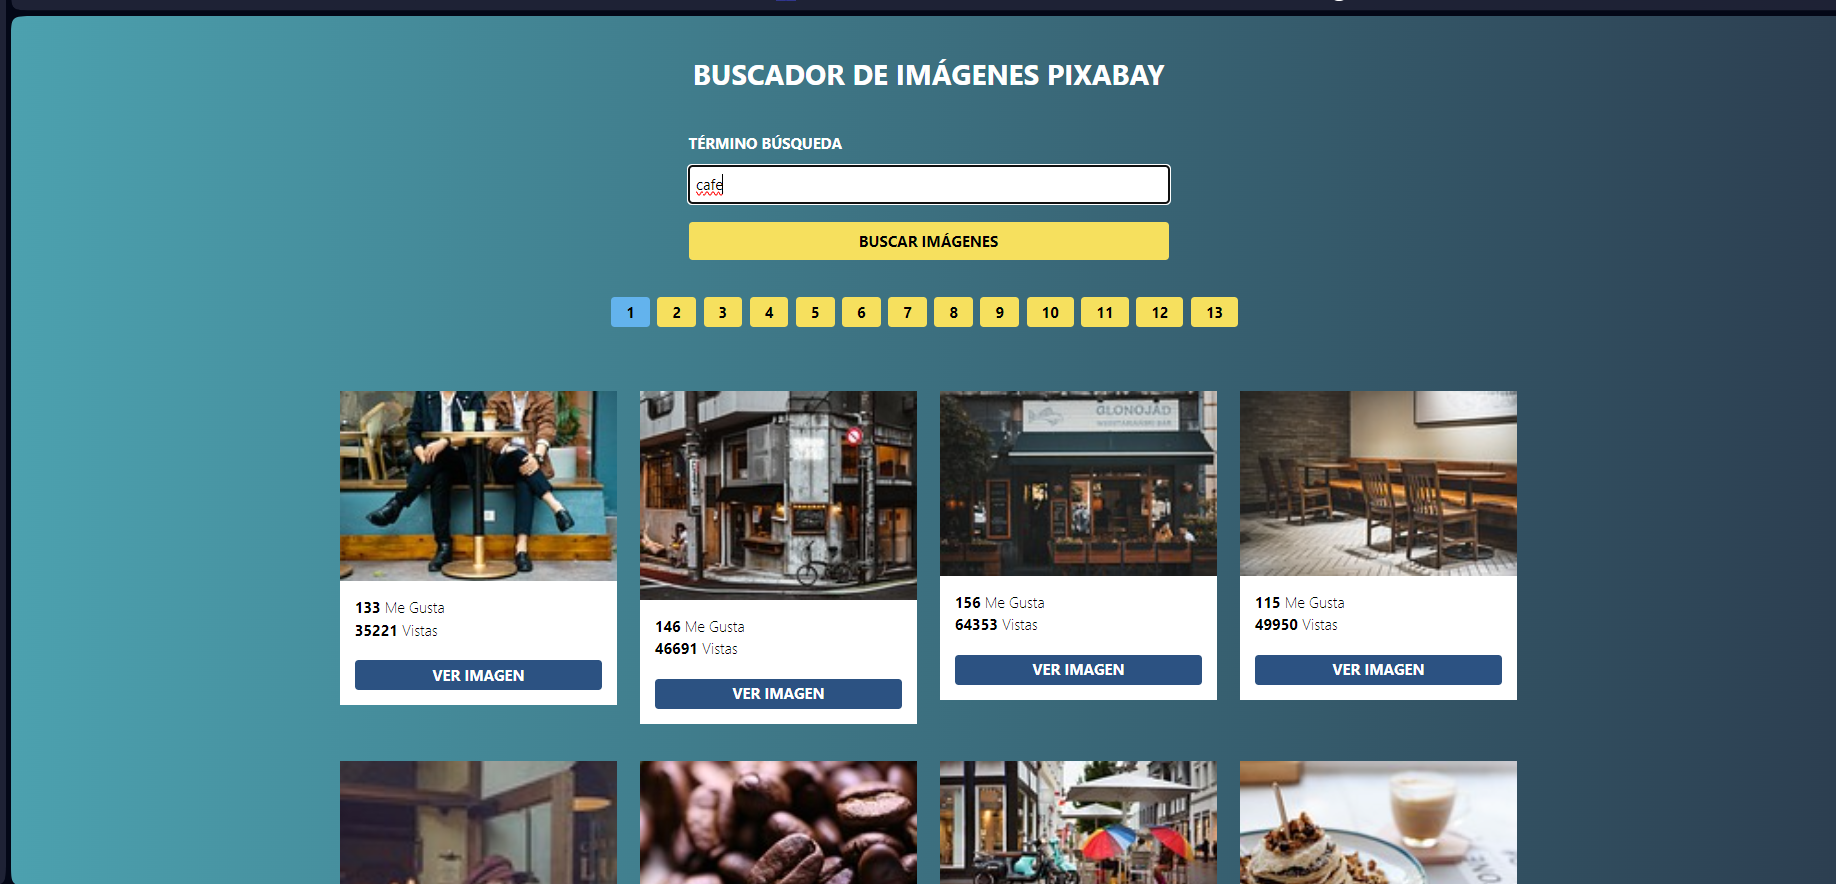 BUSCADOR DE IMÁGENES PIXABAY
TÉRMINO BÚSQUEDA
cafe
BUSCAR IMÁGENES
1 2 3 4 5 6 7 8 9 10 11 12 13
GLONOJAD
133 Me Gusta
35221 Vistas
VER IMAGEN
146 Me Gusta
46691 Vistas
VER IMAGEN
156 Me Gusta
64353 Vistas
VER IMAGEN
115 Me Gusta
49950 Vistas
VER IMAGEN